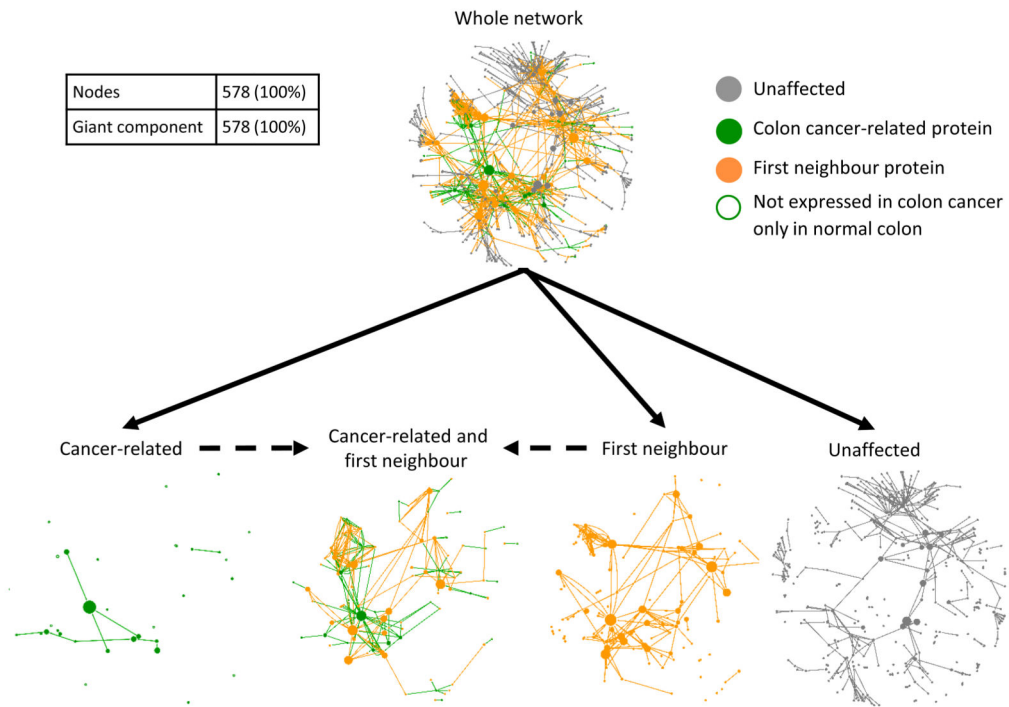 Whole network
Nodes 578 (100%)
Giant component 578 (100%)
Unaffected
Colon cancer-related protein
First neighbour protein
Not expressed in colon cancer
only in normal colon
Cancer-related
Cancer-related and
first neighbour
First neighbour
Unaffected